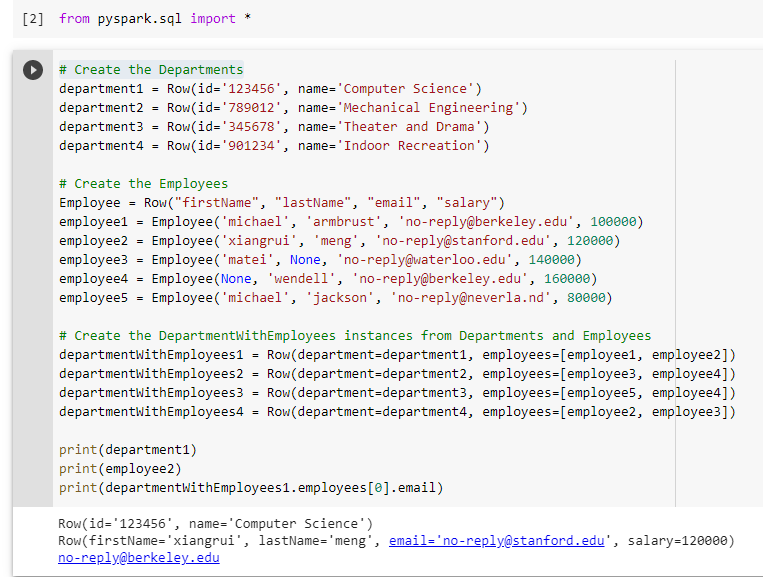 [2] from pyspark.sql import *
# Create the Departments
department1 = Row(id='123456', name='Computer Science')
department2 = Row(id='789012', name='Mechanical Engineering')
department3 = Row(id='345678', name='Theater and Drama')
department4 = Row(id='901234', name='Indoor Recreation')
# Create the Employees
Employee = Row("firstName", "lastName", "email", "salary")
employee1 = Employee('michael', 'armbrust', 'no-reply@berkeley.edu', 100000)
employee2 = Employee('xiangrui', 'meng', 'no-reply@stanford.edu', 120000)
employee3 = Employee('matei', None, 'no-reply@waterloo.edu', 140000)
employee4 = Employee(None, 'wendell', 'no-reply@berkeley.edu', 160000)
employee5 = Employee('michael', 'jackson', 'no-reply@neverla.nd', 80000)
# Create the DepartmentWithEmployees instances from Departments and Employees
departmentWithEmployees1 = Row(department=department1, employees=[employee1, employee2])
departmentWithEmployees2 = Row(department=department2, employees=[employee3, employee4])
departmentWithEmployees3 = Row(department=department3, employees=[employee5, employee4])
departmentWithEmployees4 = Row(department=department4, employees=[employee2, employee3])
print(department1)
print(employee2)
print(departmentWithEmployees1.employees[0].email)
Row(id='123456', name='Computer Science')
Row(firstName='xiangrui', lastName='meng', email='no-reply@stanford.edu', salary=120000)
no-reply@berkeley.edu